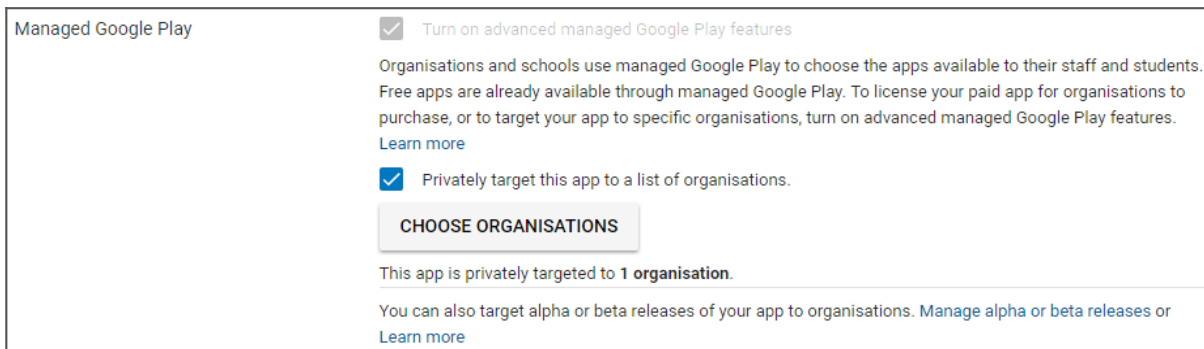 Managed Google Play
Turn on advanced managed Google Play features
Organisations and schools use managed Google Play to choose the apps available to their staff and students.
Free apps are already available through managed Google Play. To license your paid app for organisations to
purchase, or to target your app to specific organisations, turn on advanced managed Google Play features.
Learn more
Privately target this app to a list of organisations.
CHOOSE ORGANISATIONS
This app is privately targeted to 1 organisation.
You can also target alpha or beta releases of your app to organisations. Manage alpha or beta releases or
Learn more